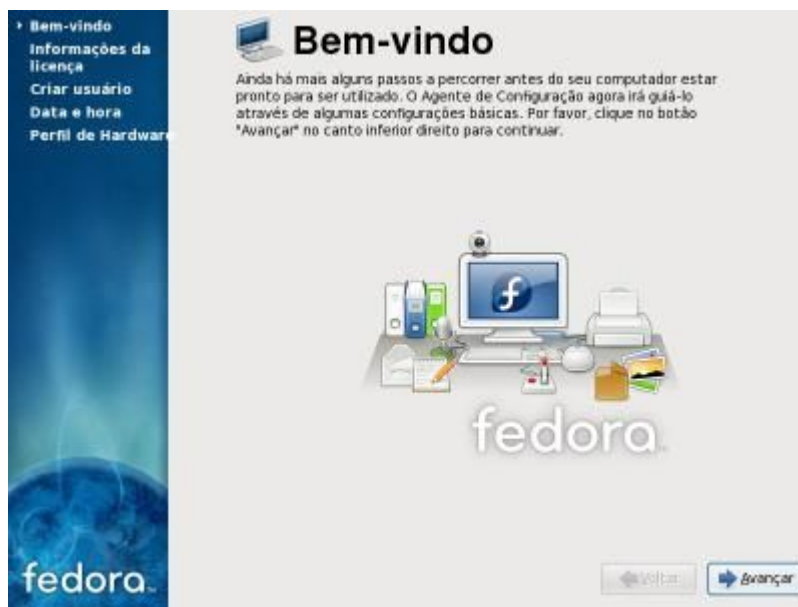 Bem-vindo
Informações da
licença
Criar usuário
Data e hora
Perfil de Hardware
Bem-vindo
Ainda há mais alguns passos a percorrer antes do seu computador estar
pronto para ser utilizado. O Agente de Configuração agora irá guiá-lo
através de algumas configurações básicas. Por favor, clique no botão
"Avançar" no canto inferior direito para continuar.
fedora
fedora
Voltar
Avançar